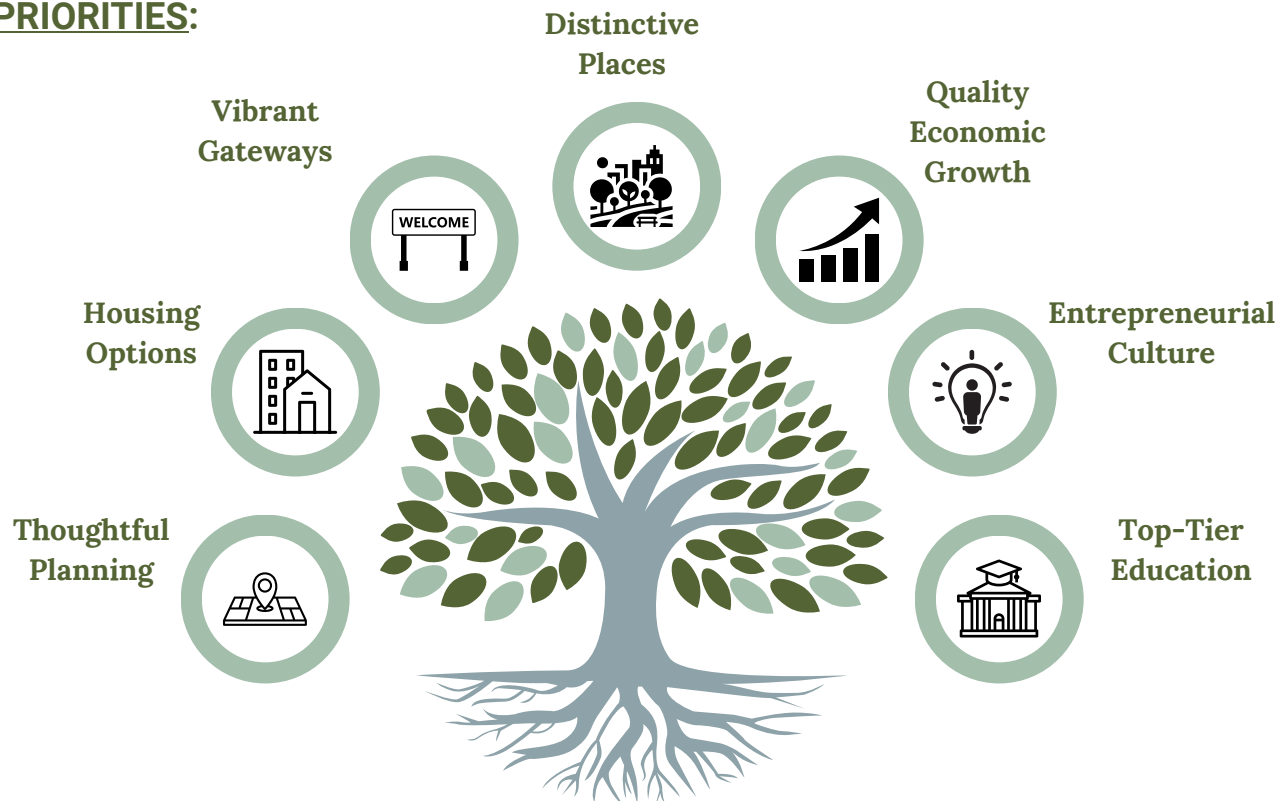 PRIORITIES:
Distinctive
Places
Vibrant
Gateways
Quality
Economic
Growth
WELCOME
Housing
Options
Entrepreneurial
Culture
Thoughtful
Planning
Top-Tier
Education